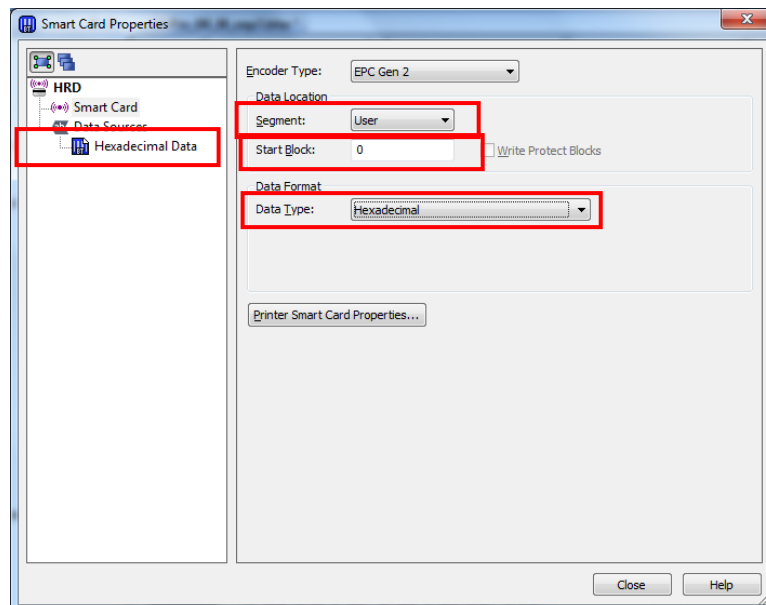 Smart Card Properties
HRD
Smart Card
Data Sources
Hexadecimal Data
Encoder Type: EPC Gen 2
Data Location
Segment: User
Start Block: 0 Write Protect Blocks
Data Format
Data Type: Hexadecimal
Printer Smart Card Properties...
Close Help